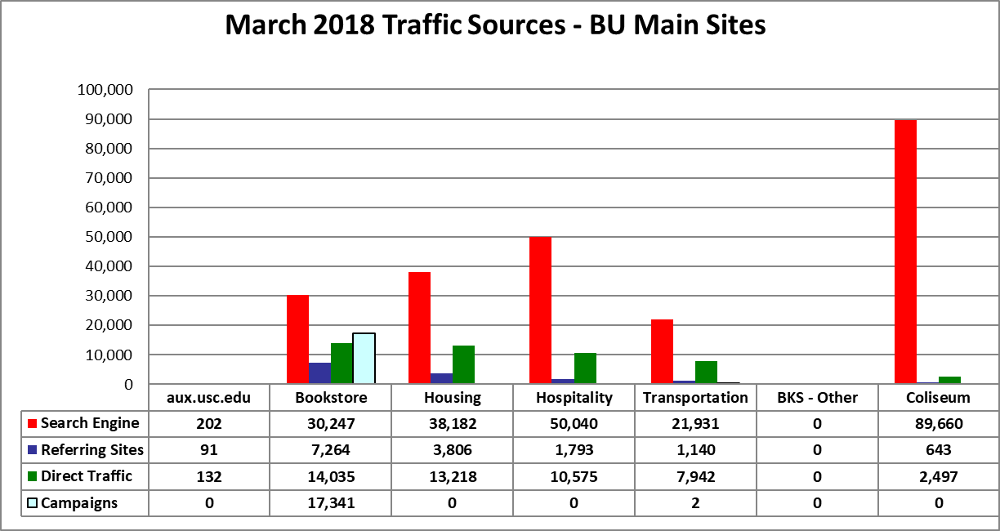 March 2018 Traffic Sources - BU Main Sites
100,000
90,000
80,000
70,000
60,000
50,000
40,000
30,000
20,000
10,000
0
aux.usc.edu Bookstore Housing Hospitality Transportation BKS - Other Coliseum
Search Engine 202 30,247 38,182 50,040 21,931 0 89,660
Referring Sites 91 7,264 3,806 1,793 1,140 0 643
Direct Traffic 132 14,035 13,218 10,575 7,942 0 2,497
Campaigns 0 17,341 0 0 2 0 0